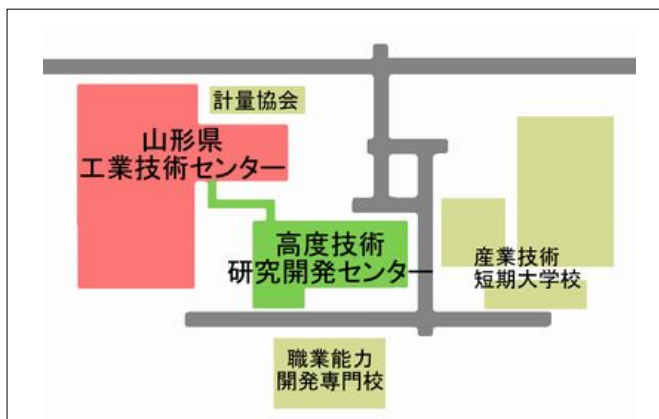 計量協会
山形県
工業技術センター
高度技術
研究開発センター
産業技術
短期大学校
職業能力
開発専門校